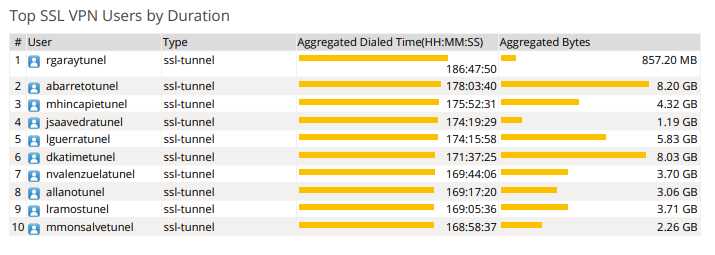 Top SSL VPN Users by Duration
# User Type Aggregated Dialed Time(HH:MM:SS) Aggregated Bytes
1 rgaraytunel ssl-tunnel 186:47:50 857.20 MB
2 abarretotunel ssl-tunnel 178:03:40 8.20 GB
3 mhincapietunel ssl-tunnel 175:52:31 4.32 GB
4 jsaavedratunel ssl-tunnel 174:19:29 1.19 GB
5 lguerratunel ssl-tunnel 174:15:58 5.83 GB
6 dkatimetunel ssl-tunnel 171:37:25 8.03 GB
7 nvalenzuelatunel ssl-tunnel 169:44:06 3.70 GB
8 allanotunel ssl-tunnel 169:17:20 3.06 GB
9 lramostunel ssl-tunnel 169:05:36 3.71 GB
10 mmonsalvetunel ssl-tunnel 168:58:37 2.26 GB